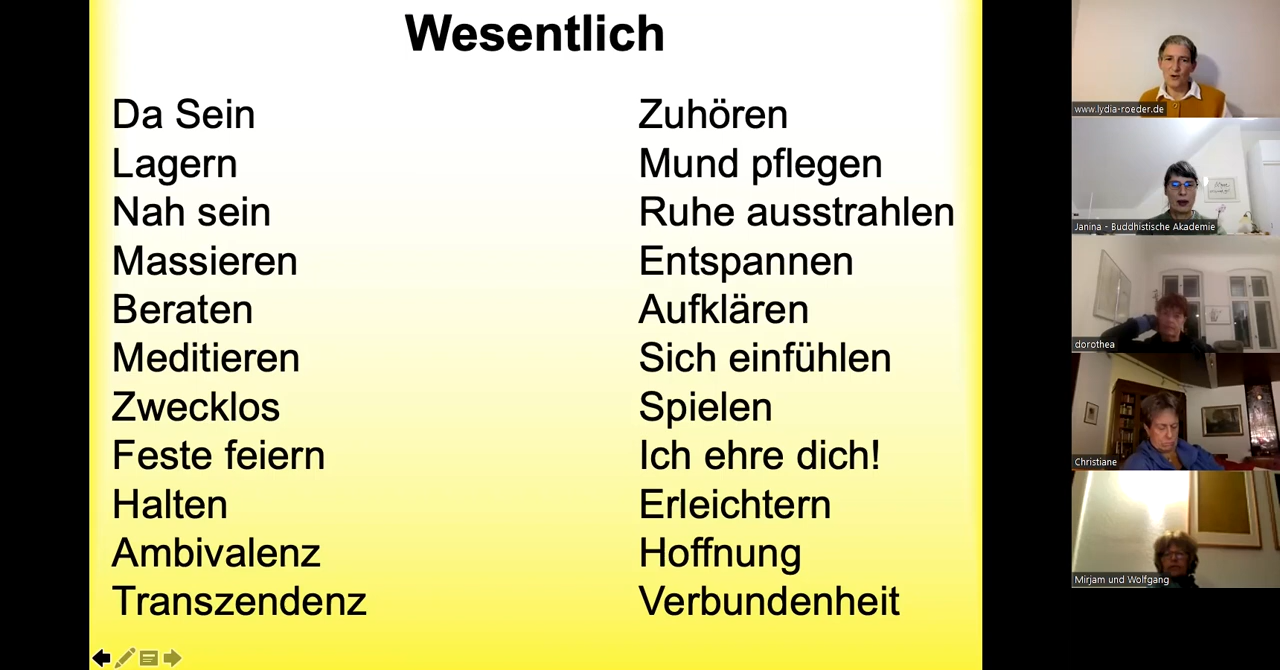 Wesentlich
Da Sein
Lagern
Nah sein
Massieren
Beraten
Meditieren
Zwecklos
Feste feiern
Halten
Ambivalenz
Transzendenz
Zuhören
Mund pflegen
Ruhe ausstrahlen
Entspannen
Aufklären
Sich einfühlen
Spielen
Ich ehre dich!
Erleichtern
Hoffnung
Verbundenheit
www.lydia-roeder.de
Janina - Buddhistische Akademie
dorothea
Christiane
Mirjam und Wolfgang